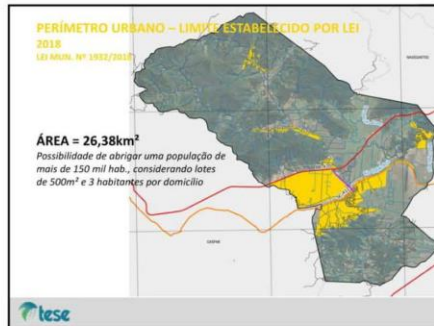 PERÍMETRO URBANO – LIMITE ESTABELECIDO POR LEI
2018
LEI MUN. Nº 1932/2018
ÁREA = 26,38km²
Possibilidade de abrigar uma população de
mais de 150 mil hab., considerando lotes
de 500m² e 3 habitantes por domicílio
GASPAR
tese